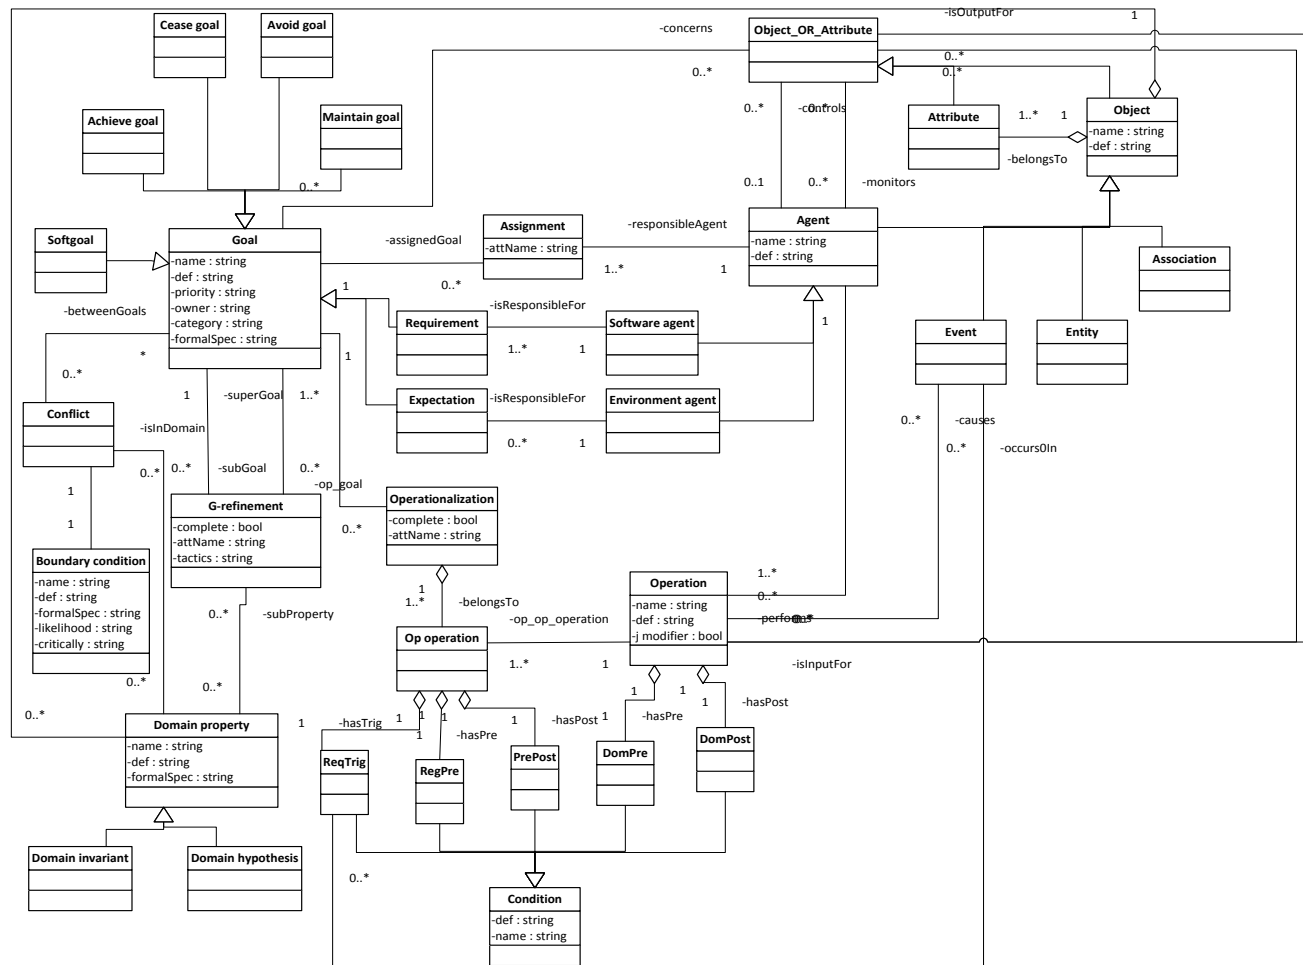 Cease goal
Avoid goal
-concerns
Object_OR_Attribute
-isOutputFor
1
0..*
0..*
0..*
Achieve goal
Maintain goal
0..*
-controls
0..*
Attribute
1..*
1
Object
-name : string
-def : string
-belongsTo
0..*
0..1
0..*
-monitors
Softgoal
Goal
-name : string
-def : string
-priority : string
-owner : string
-category : string
-formalSpec : string
-assignedGoal
0..*
Assignment
-attName : string
-responsibleAgent
1..*
1
Agent
-name : string
-def : string
Association
-betweenGoals
*
0..*
1
1
Requirement
-isResponsibleFor
1..*
1
Software agent
1
Event
Entity
Conflict
1
-superGoal
1..*
Expectation
-isResponsibleFor
0..*
1
Environment agent
0..*
-causes
0..*
-occurs0In
-isInDomain
0..*
0..*
-subGoal
0..*
-op_goal
0..*
1
1
G-refinement
-complete : bool
-attName : string
-tactics : string
Operationalization
-complete : bool
-attName : string
Boundary condition
-name : string
-def : string
-formalSpec : string
-likelihood : string
-critically : string
0..*
-subProperty
0..*
0..*
1
1..*
-belongsTo
Op operation
-op_op_operation
1..*
1
Operation
-name : string
-def : string
-j modifier : bool
1..*
0..*
-performs
0..*
-isInputFor
0..*
Domain property
-name : string
-def : string
-formalSpec : string
1
-hasTrig
1
1
1
1
-hasPre
1
-hasPost
1
1
-hasPre
1
1
-hasPost
ReqTrig
RegPre
PrePost
DomPre
DomPost
Domain invariant
Domain hypothesis
0..*
Condition
-def : string
-name : string